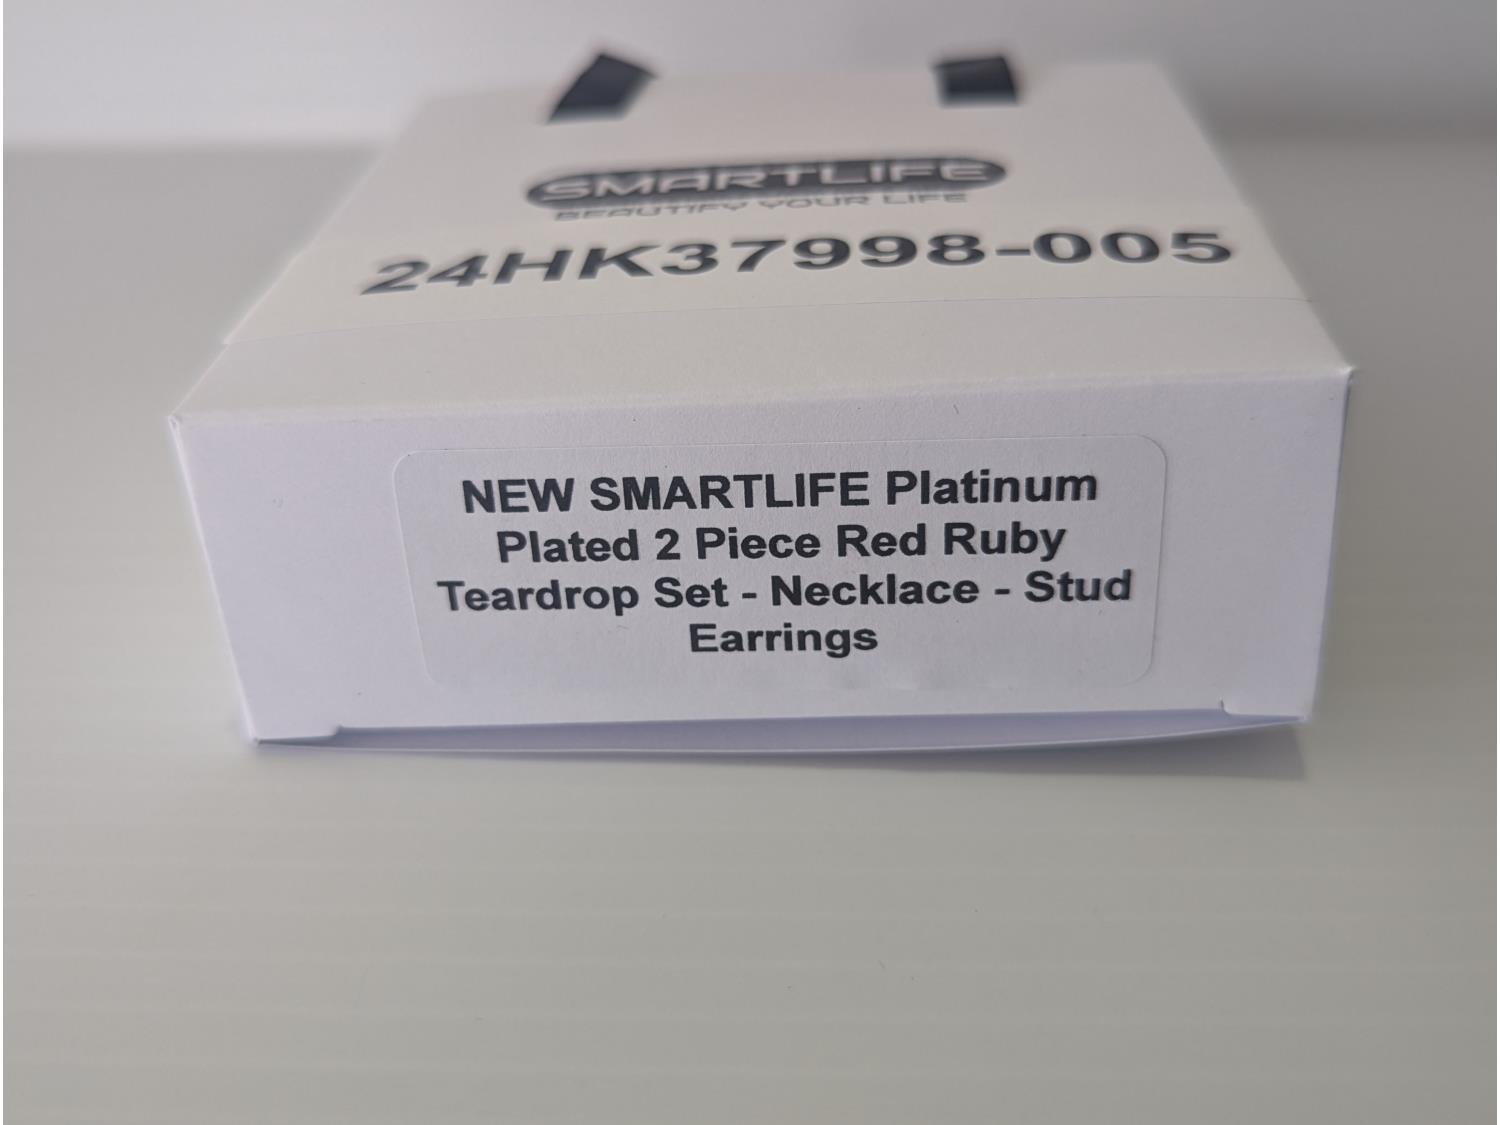 SMARTLIFE
BEAUTIFY YOUR LIFE
24HK37998-005
NEW SMARTLIFE Platinum
Plated 2 Piece Red Ruby
Teardrop Set - Necklace - Stud
Earrings